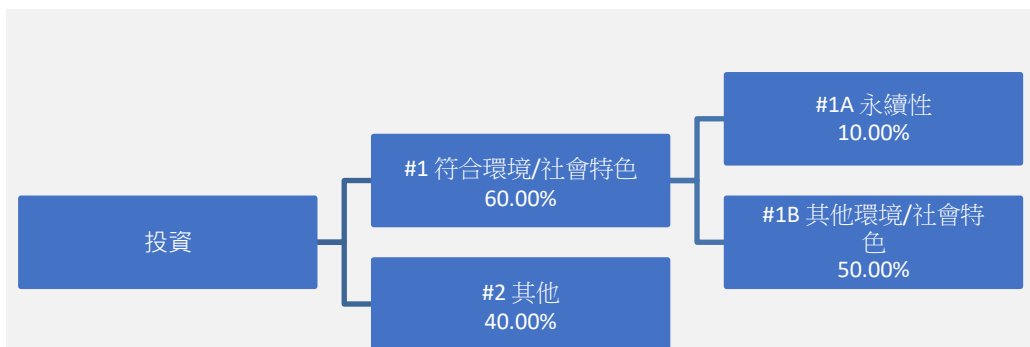 投資
#1 符合環境/社會特色
60.00%
#2 其他
40.00%
#1A 永續性
10.00%
#1B 其他環境/社會特
色
50.00%